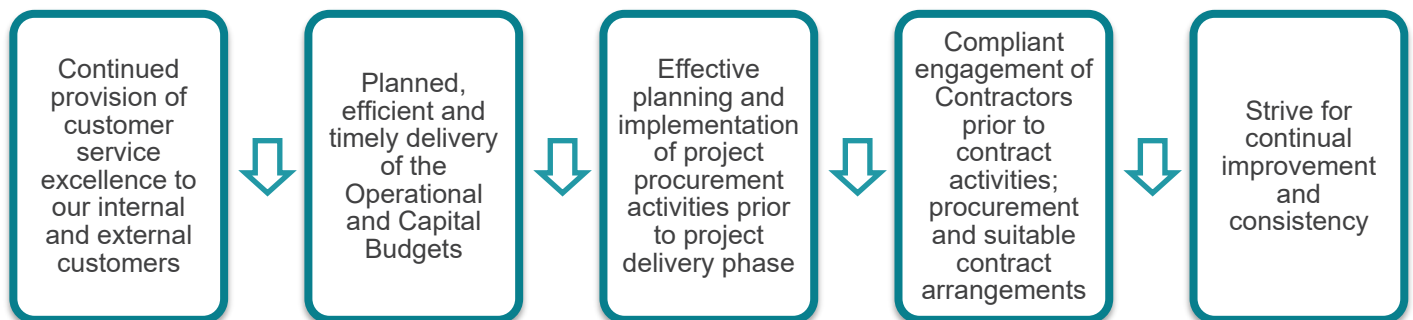 Continued
provision of
customer
service
excellence to
our internal
and external
customers
Planned,
efficient and
timely delivery
of the
Operational
and Capital
Budgets
Effective
planning and
implementation
of project
procurement
activities prior
to project
delivery phase
Compliant
engagement of
Contractors
prior to
contract
activities;
procurement
and suitable
contract
arrangements
Strive for
continual
improvement
and
consistency